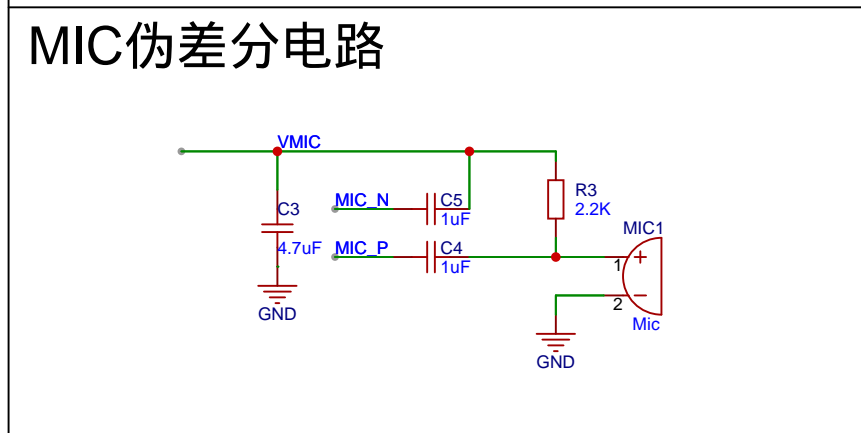 MIC伪差分电路
VMIC
MIC_N
C5
1uF
R3
2.2K
C3
4.7uF
MIC_P
C4
1uF
MIC1
1
+
2
−
Mic
GND
GND